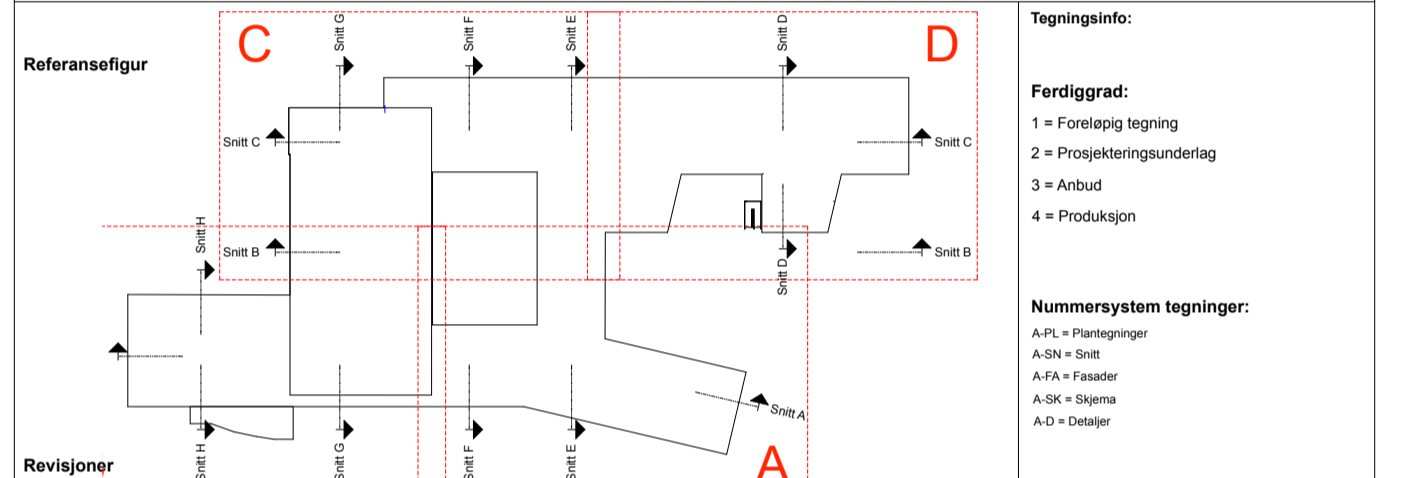 Referansefigur
C
D
Snitt G
Snitt F
Snitt E
Snitt D
Snitt C
Snitt C
Snitt H
Snitt B
Snitt B
Snitt D
Snitt A
Snitt H
Snitt G
Snitt F
Snitt E
A
Revisjoner
Tegningsinfo:
Ferdiggrad:
1 = Foreløpig tegning
2 = Prosjekteringsunderlag
3 = Anbud
4 = Produksjon
Nummersystem tegninger:
A-PL = Plantegninger
A-SN = Snitt
A-FA = Fasader
A-SK = Skjema
A-D = Detaljer